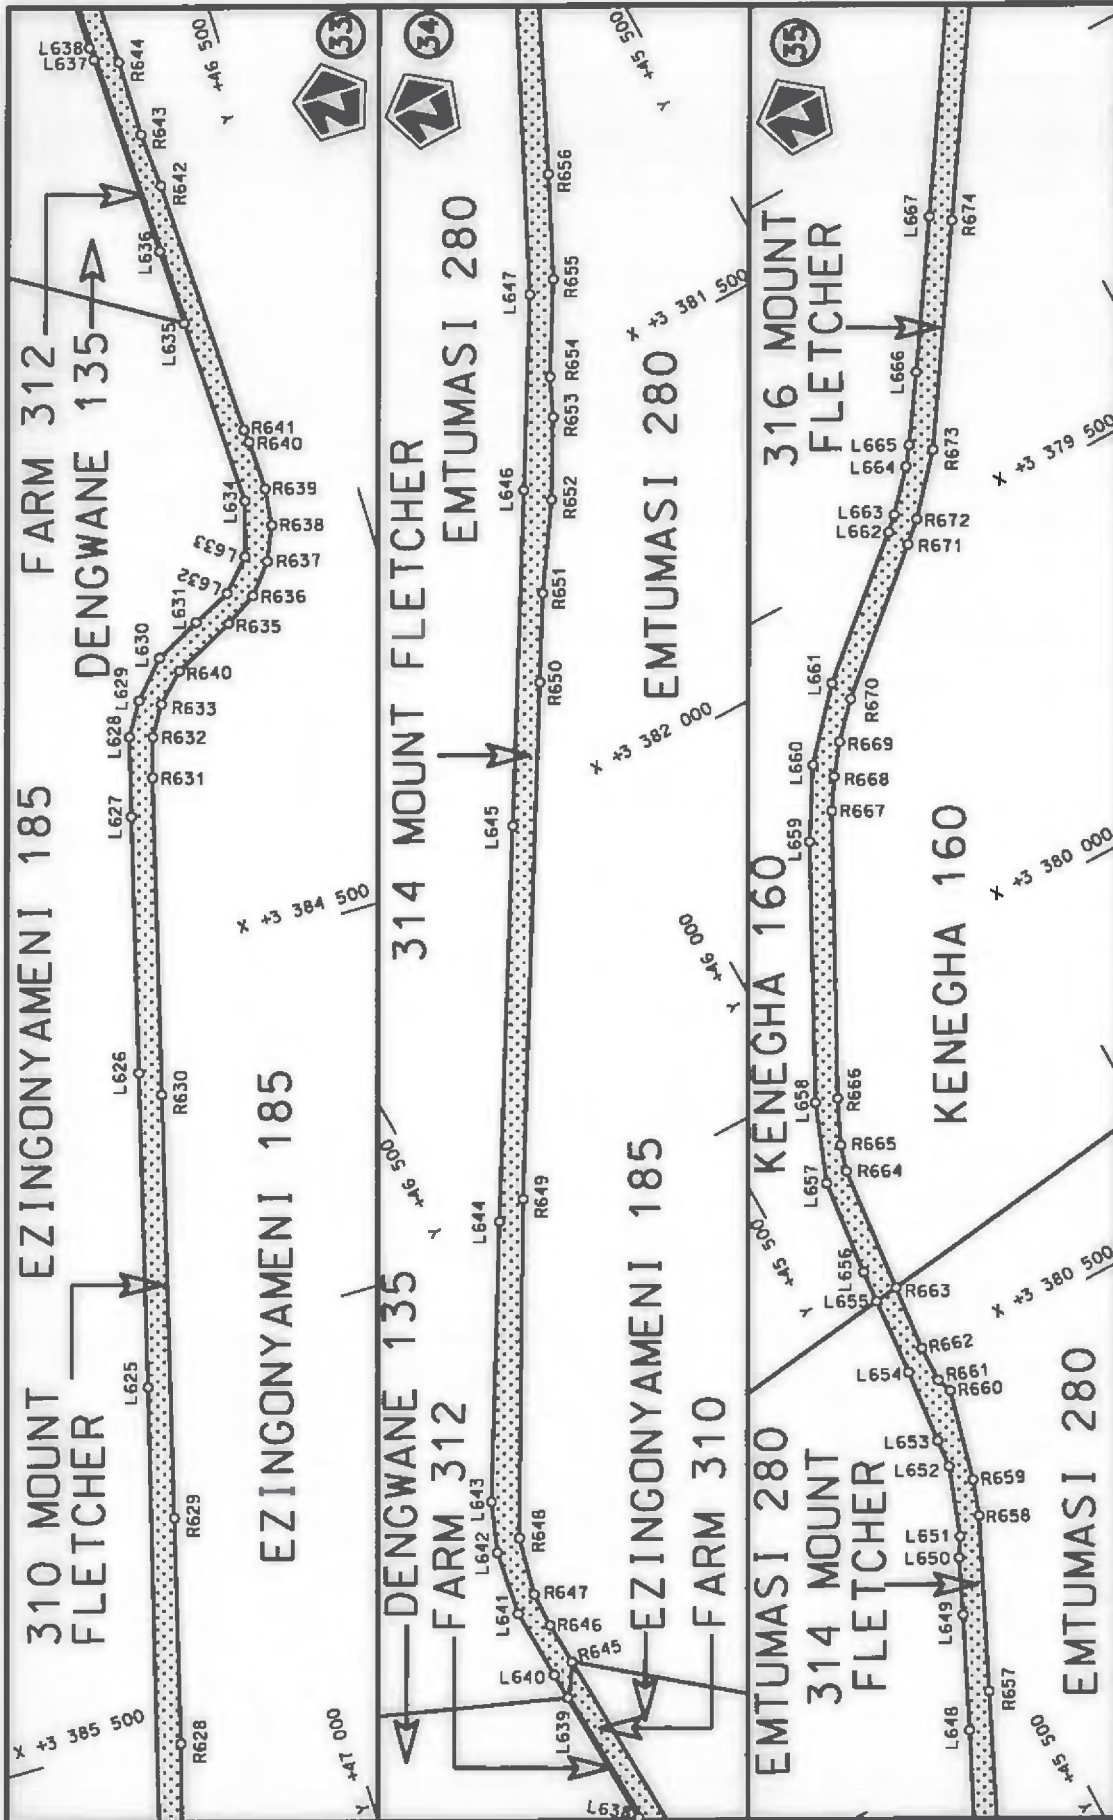 310 MOUNT
FLETCHER
EZINGONYAMENI 185
FARM 312
DENGWANE 135
EZINGONYAMENI 185
L625
L626
L627
L628
L629
L630
L631
L632
L633
L634
L635
L636
L637
L638
R628
R629
R630
R631
R632
R633
R640
R635
R636
R637
R638
R639
R640
R641
R642
R643
R644
X +3 385 500
Y +47 000
X +3 384 500
Y +46 500
N
33
DENGWANE 135
FARM 312
314 MOUNT FLETCHER
EMTUMASI 280
EZINGONYAMENI 185
FARM 310
EMTUMASI 280
L638
L639
L640
L641
L642
L643
L644
L645
L646
L647
R645
R646
R647
R648
R649
R650
R651
R652
R653
R654
R655
R656
Y +46 500
Y +46 000
X +3 382 000
X +3 381 500
Y +45 500
N
34
EMTUMASI 280
314 MOUNT
FLETCHER
KENEGHA 160
316 MOUNT
FLETCHER
EMTUMASI 280
KENEGHA 160
L648
L649
L650
L651
L652
L653
L654
L655
L656
L657
L658
L659
L660
L661
L662
L663
L664
L665
L666
L667
R657
R658
R659
R660
R661
R662
R663
R664
R665
R666
R667
R668
R669
R670
R671
R672
R673
R674
Y +45 500
Y +45 500
X +3 380 500
X +3 380 000
X +3 379 500
N
35